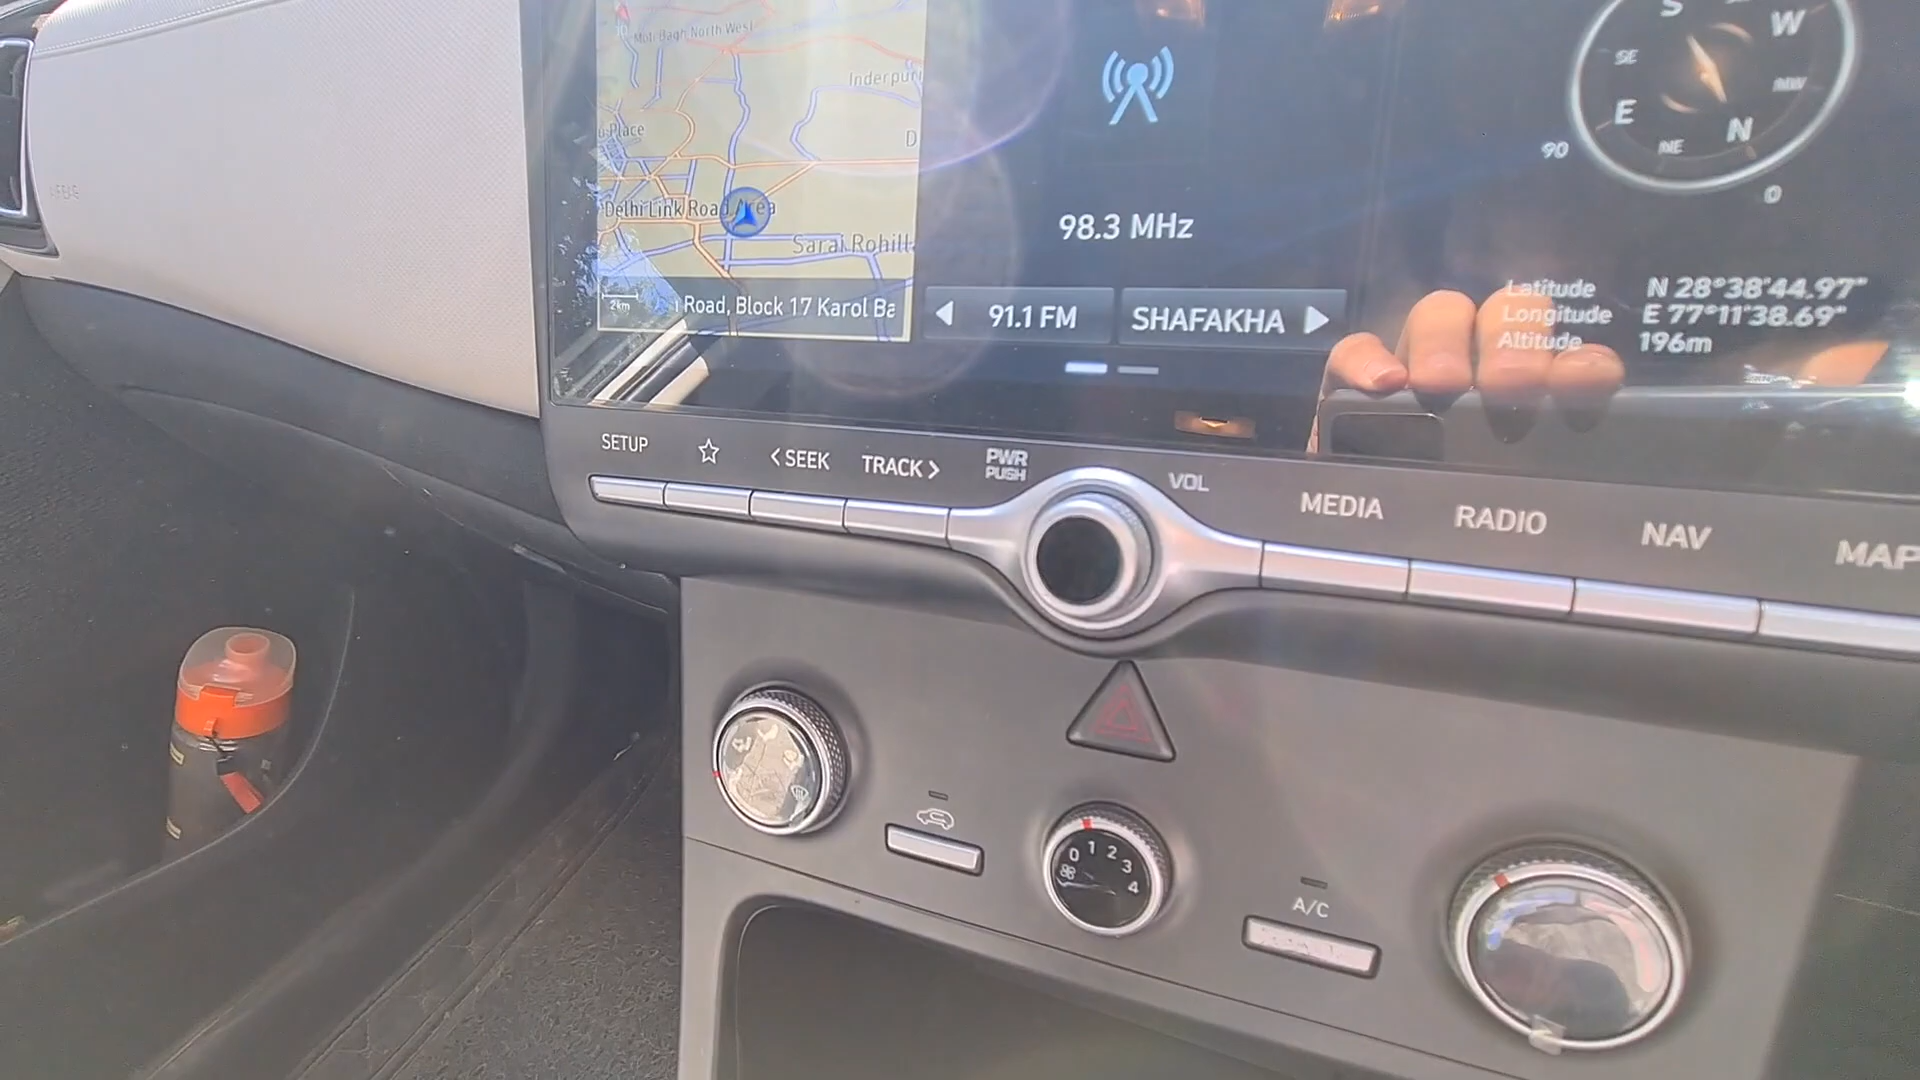 Moti Bagh North West
Inderpuri
Place
D
Delhi Link Road Area
Sarai Rohill
2km
Road, Block 17 Karol Ba
98.3 MHz
91.1 FM
SHAFAKHA
S
W
SE
NW
E
N
NE
90
0
Latitude N 28°38'44.97"
Longitude E 77°11'38.69"
Altitude 196m
SETUP
< SEEK
TRACK >
PWR
PUSH
VOL
MEDIA
RADIO
NAV
MAP
0 1 2 3 4
A/C